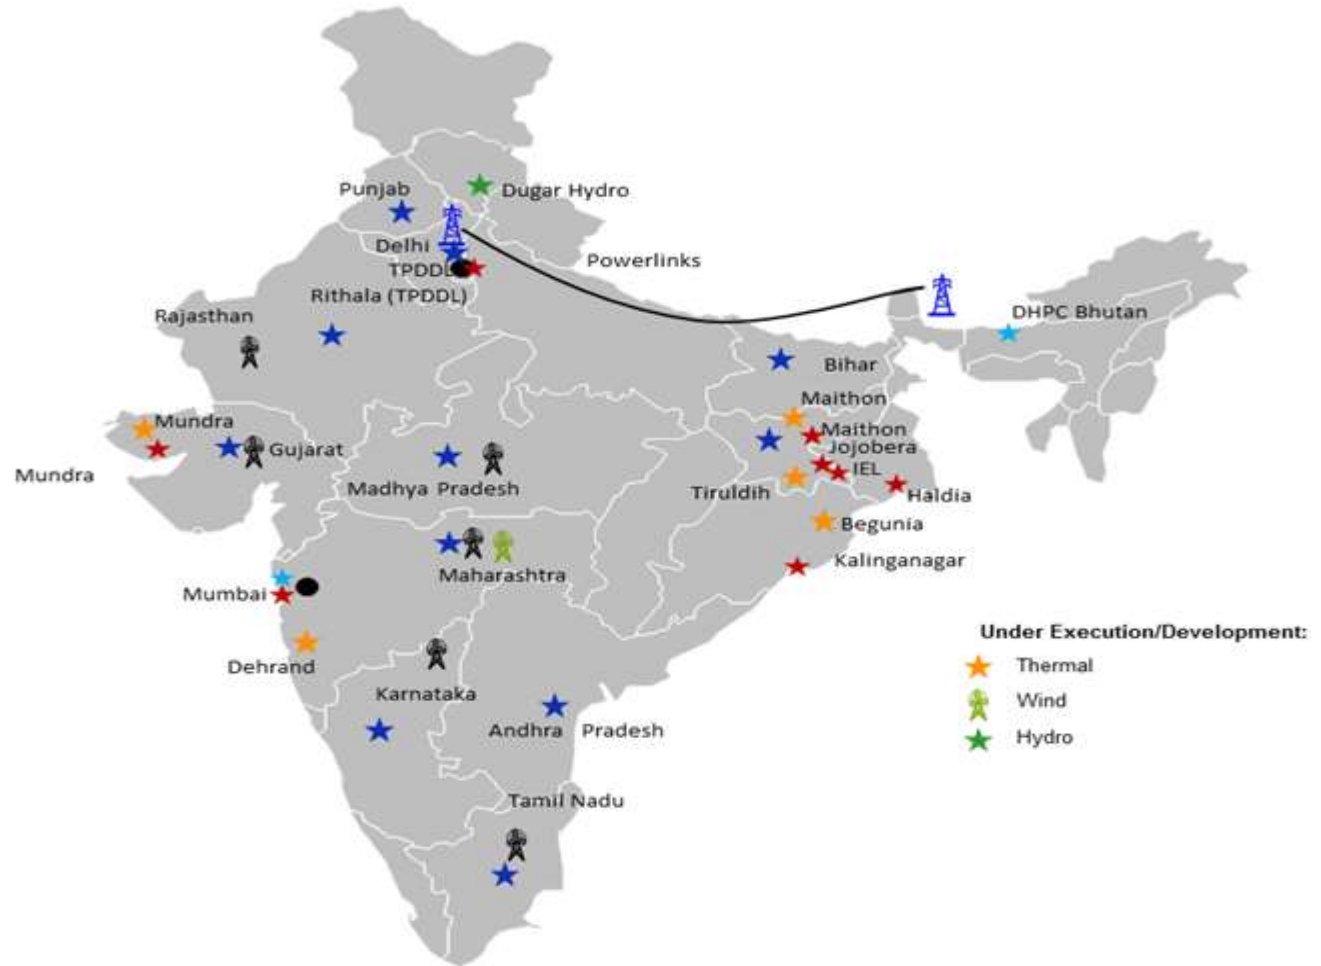 Punjab
Dugar Hydro
Delhi
Powerlinks
TPDDL
Rithala (TPDDL)
Rajasthan
DHPC Bhutan
Bihar
Maithon
Mundra
Maithon
Jojobera
Gujarat
IEL
Mundra
Madhya Pradesh
Tiruldih
Haldia
Begunia
Kalinganagar
Maharashtra
Mumbai
Under Execution/Development:
Dehrand
Thermal
Karnataka
Wind
Andhra Pradesh
Hydro
Tamil Nadu